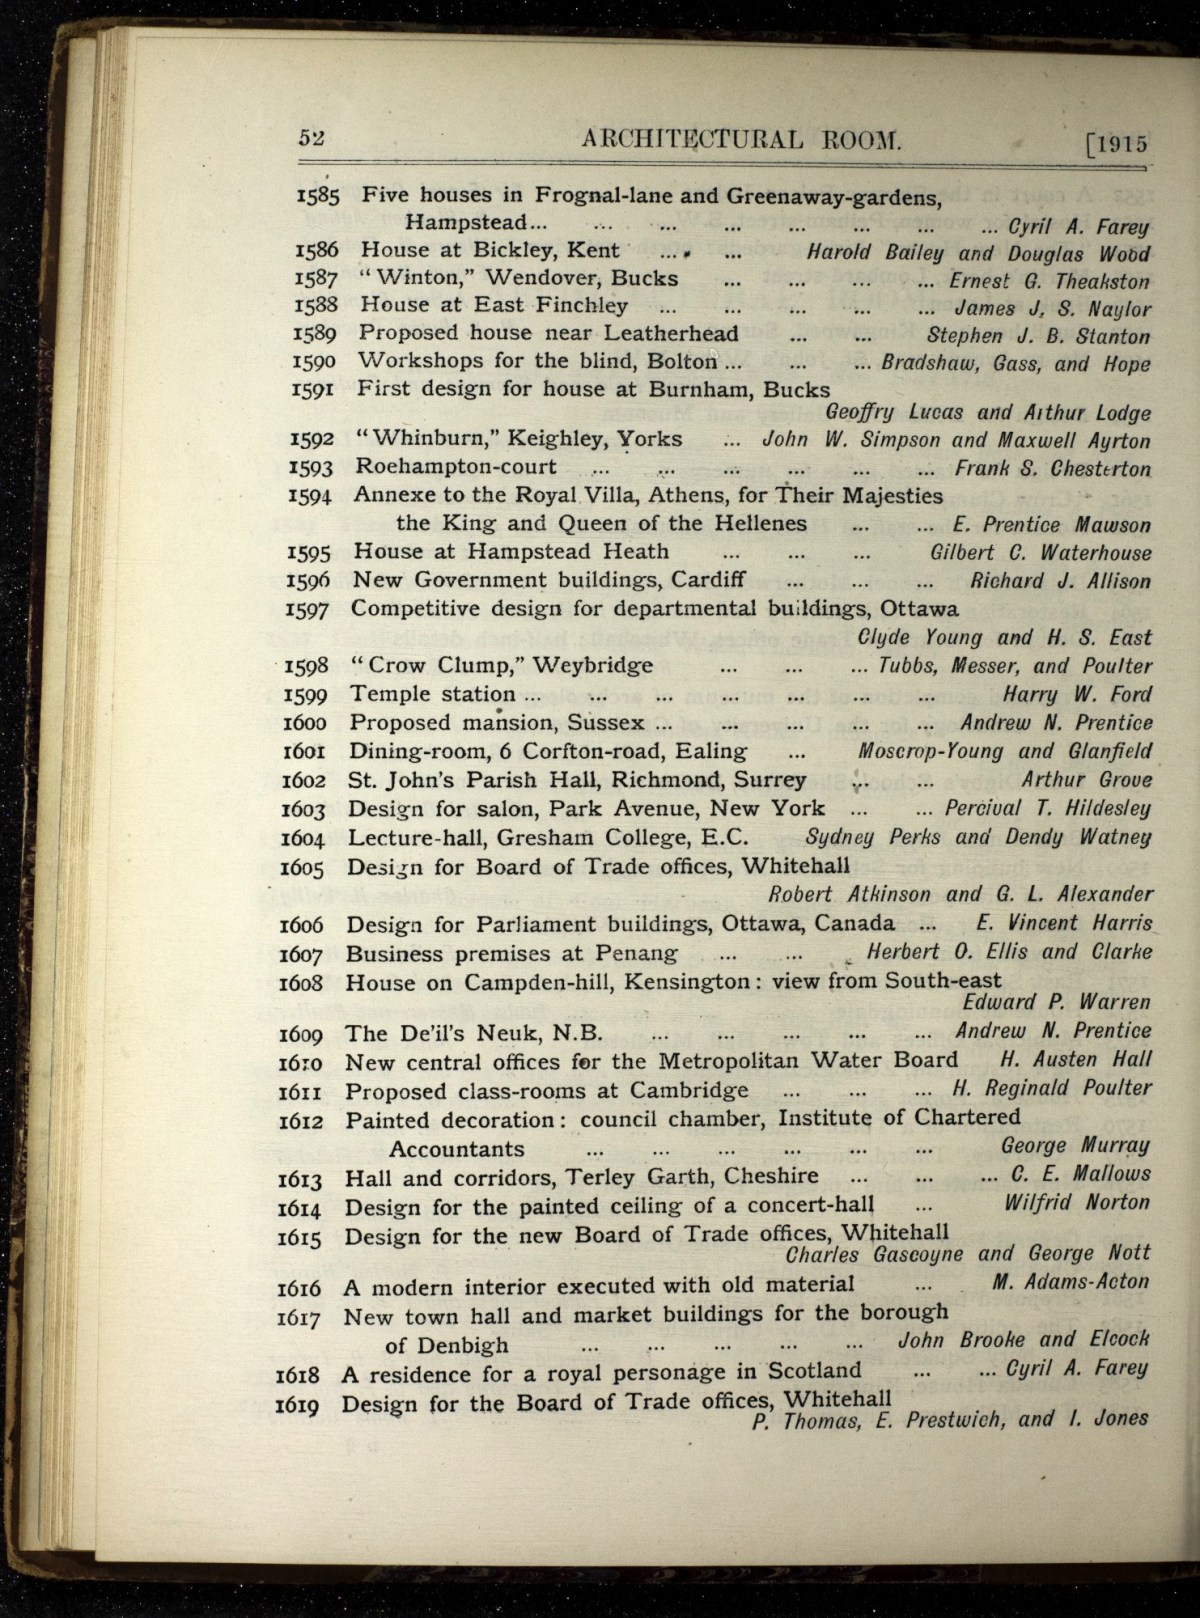 52 ARCHITECTURAL ROOM. [1915
1585 Five houses in Frognal-lane and Greenaway-gardens,
Hampstead... ... ... ... ... ... ... ... Cyril A. Farey
1586 House at Bickley, Kent .... ... Harold Bailey and Douglas Wood
1587 “Winton,” Wendover, Bucks ... ... ... ... Ernest G. Theakston
1588 House at East Finchley ... ... ... ... ... James J. S. Naylor
1589 Proposed house near Leatherhead ... ... Stephen J. B. Stanton
1590 Workshops for the blind, Bolton ... ... ... Bradshaw, Gass, and Hope
1591 First design for house at Burnham, Bucks
Geoffry Lucas and Arthur Lodge
1592 “Whinburn,” Keighley, Yorks ... John W. Simpson and Maxwell Ayrton
1593 Roehampton-court ... ... ... ... ... ... Frank S. Chesterton
1594 Annexe to the Royal Villa, Athens, for Their Majesties
the King and Queen of the Hellenes ... ... E. Prentice Mawson
1595 House at Hampstead Heath ... ... ... Gilbert C. Waterhouse
1596 New Government buildings, Cardiff ... ... ... Richard J. Allison
1597 Competitive design for departmental buildings, Ottawa
Clyde Young and H. S. East
1598 “Crow Clump,” Weybridge ... ... ... Tubbs, Messer, and Poulter
1599 Temple station ... ... ... ... ... ... ... Harry W. Ford
1600 Proposed mansion, Sussex ... ... ... ... ... Andrew N. Prentice
1601 Dining-room, 6 Corfton-road, Ealing ... Moscrop-Young and Glanfield
1602 St. John’s Parish Hall, Richmond, Surrey ... ... Arthur Grove
1603 Design for salon, Park Avenue, New York ... ... Percival T. Hildesley
1604 Lecture-hall, Gresham College, E.C. Sydney Perks and Dendy Watney
1605 Design for Board of Trade offices, Whitehall
Robert Atkinson and G. L. Alexander
1606 Design for Parliament buildings, Ottawa, Canada ... E. Vincent Harris
1607 Business premises at Penang ... ... Herbert O. Ellis and Clarke
1608 House on Campden-hill, Kensington: view from South-east
Edward P. Warren
1609 The De’il’s Neuk, N.B. ... ... ... ... ... Andrew N. Prentice
1610 New central offices for the Metropolitan Water Board H. Austen Hall
1611 Proposed class-rooms at Cambridge ... ... ... H. Reginald Poulter
1612 Painted decoration: council chamber, Institute of Chartered
Accountants ... ... ... ... ... ... George Murray
1613 Hall and corridors, Terley Garth, Cheshire ... ... ... C. E. Mallows
1614 Design for the painted ceiling of a concert-hall ... Wilfrid Norton
1615 Design for the new Board of Trade offices, Whitehall
Charles Gascoyne and George Nott
1616 A modern interior executed with old material ... M. Adams-Acton
1617 New town hall and market buildings for the borough
of Denbigh ... ... ... ... ... John Brooke and Elcock
1618 A residence for a royal personage in Scotland ... ... Cyril A. Farey
1619 Design for the Board of Trade offices, Whitehall
P. Thomas, E. Prestwich, and I. Jones